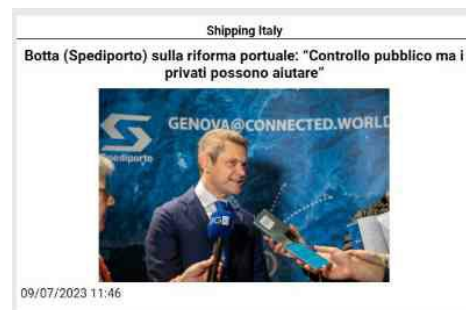 Shipping Italy
Botta (Spediporto) sulla riforma portuale: “Controllo pubblico ma i
privati possono aiutare”
GENOVA@CONNECTED.WORLD
Spediporto
09/07/2023 11:46